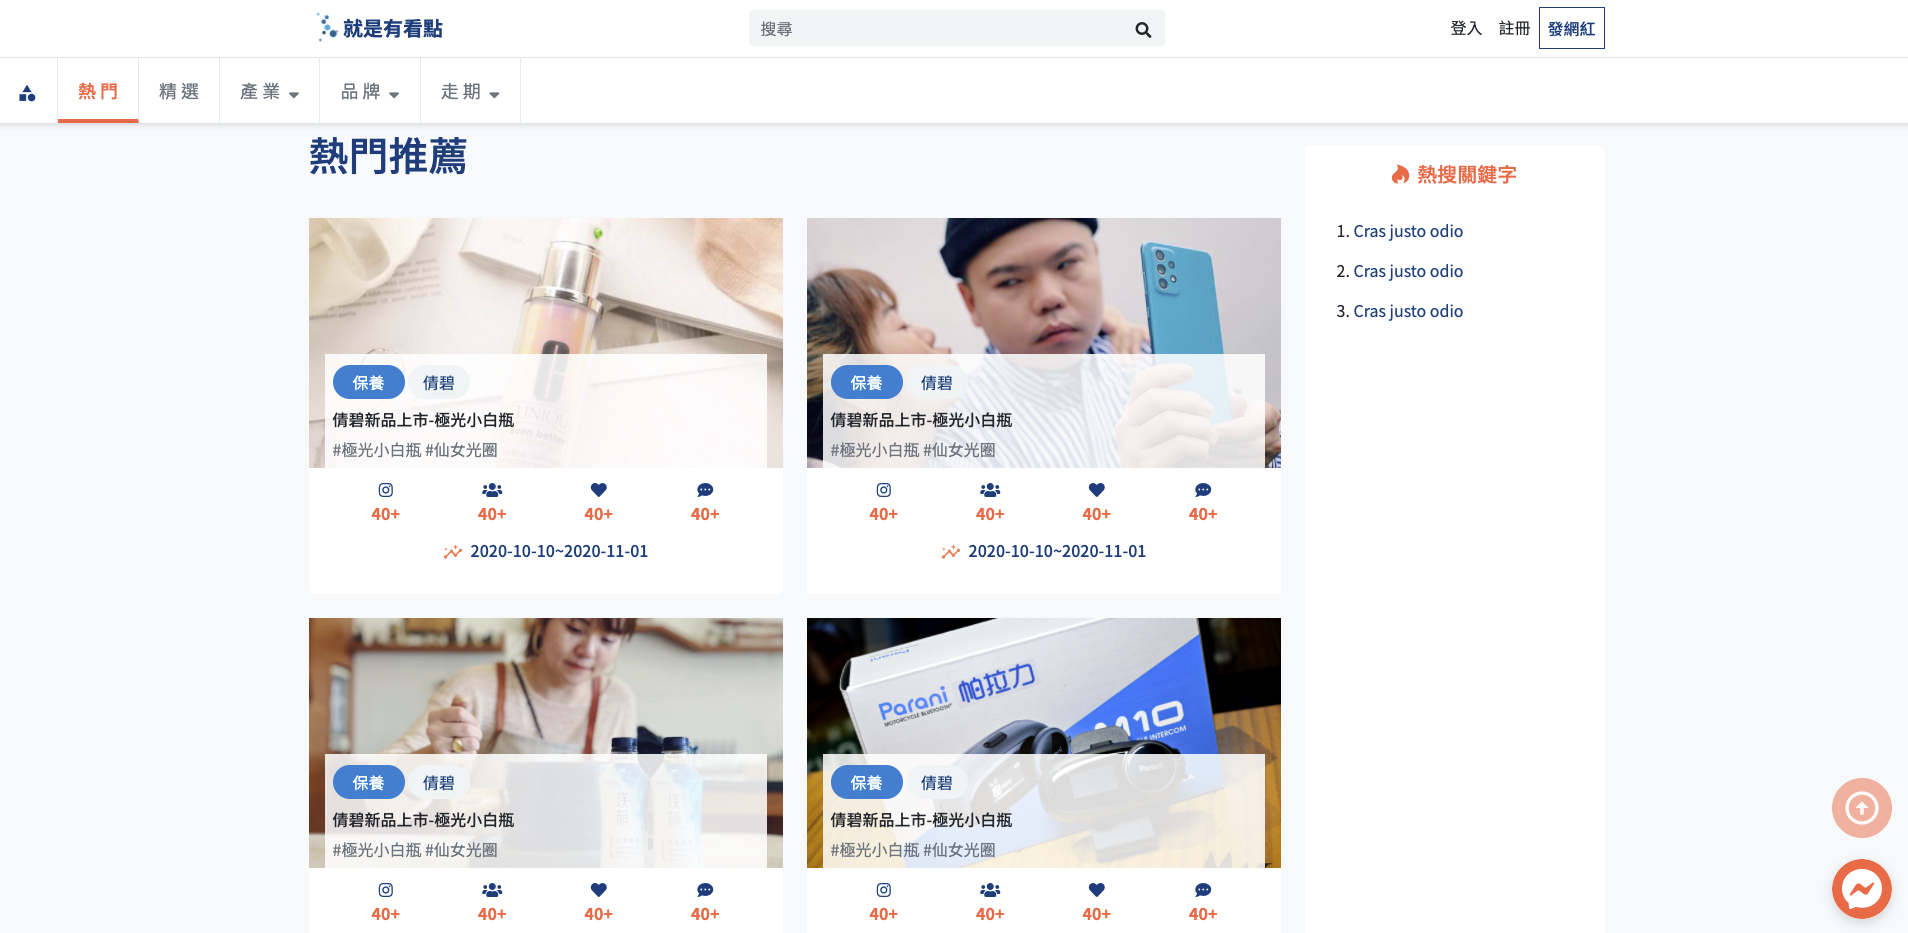 就是有看點
搜尋
登入 註冊 發網紅
熱門 精選 產業 品牌 走期
熱門推薦
熱搜關鍵字
1. Cras justo odio
2. Cras justo odio
3. Cras justo odio
CLINIQUE
even better
保養 倩碧
倩碧新品上市-極光小白瓶
#極光小白瓶 #仙女光圈
40+ 40+ 40+ 40+
2020-10-10~2020-11-01
保養 倩碧
倩碧新品上市-極光小白瓶
#極光小白瓶 #仙女光圈
40+ 40+ 40+ 40+
2020-10-10~2020-11-01
保養 倩碧
倩碧新品上市-極光小白瓶
#極光小白瓶 #仙女光圈
40+ 40+ 40+ 40+
Parani 帕拉力
MOTORCYCLE BLUETOOTH
M10
INTERCOM
保養 倩碧
倩碧新品上市-極光小白瓶
#極光小白瓶 #仙女光圈
40+ 40+ 40+ 40+